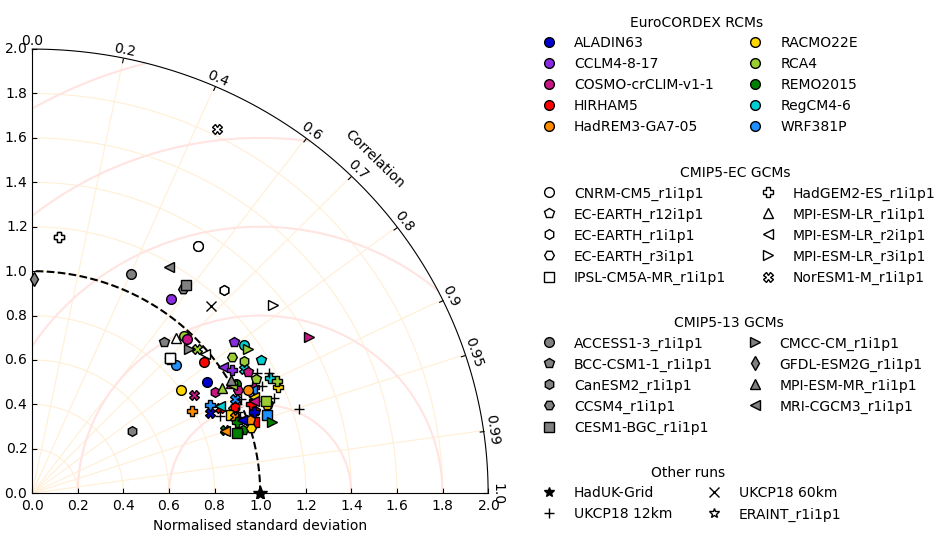 EuroCORDEX RCMs
ALADIN63
RACMO22E
CCLM4-8-17
RCA4
COSMO-crCLIM-v1-1
REMO2015
HIRHAM5
RegCM4-6
HadREM3-GA7-05
WRF381P
CMIP5-EC GCMs
CNRM-CM5_r1i1p1
HadGEM2-ES_r1i1p1
EC-EARTH_r12i1p1
MPI-ESM-LR_r1i1p1
EC-EARTH_r1i1p1
MPI-ESM-LR_r2i1p1
EC-EARTH_r3i1p1
MPI-ESM-LR_r3i1p1
IPSL-CM5A-MR_r1i1p1
NorESM1-M_r1i1p1
CMIP5-13 GCMs
ACCESS1-3_r1i1p1
CMCC-CM_r1i1p1
BCC-CSM1-1_r1i1p1
GFDL-ESM2G_r1i1p1
CanESM2_r1i1p1
MPI-ESM-MR_r1i1p1
CCSM4_r1i1p1
MRI-CGCM3_r1i1p1
CESM1-BGC_r1i1p1
Other runs
HadUK-Grid
UKCP18 60km
UKCP18 12km
ERAINT_r1i1p1
0.0
0.2
0.4
0.6
0.7
0.8
0.9
0.95
0.99
1.0
Correlation
2.0
1.8
1.6
1.4
1.2
1.0
0.8
0.6
0.4
0.2
0.0
0.0 0.2 0.4 0.6 0.8 1.0 1.2 1.4 1.6 1.8 2.0
Normalised standard deviation